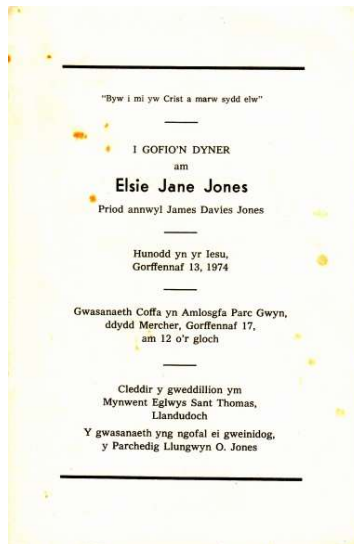 "Byw i mi yw Crist a marw sydd elw"
I GOFIO'N DYNER
am
Elsie Jane Jones
Priod annwyl James Davies Jones
Hunodd yn yr Iesu,
Gorffennaf 13, 1974
Gwasanaeth Coffa yn Amlosgfa Parc Gwyn,
ddydd Mercher, Gorffennaf 17,
am 12 o'r gloch
Cleddir y gweddillion ym
Mynwent Eglwys Sant Thomas,
Llandudoch
Y gwasanaeth yng ngofal ei gweinidog,
y Parchedig Llungwyn O. Jones